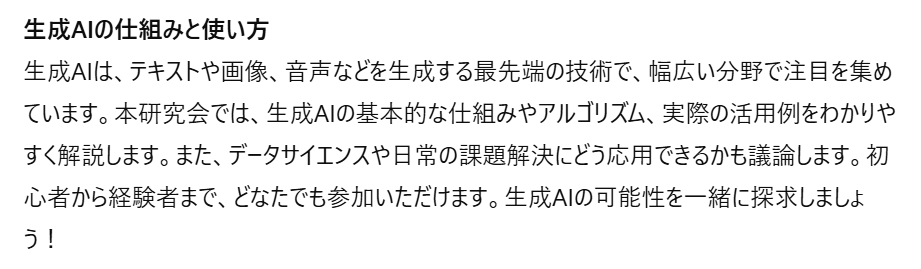 生成AIの仕組みと使い方
生成AIは、テキストや画像、音声などを生成する最先端の技術で、幅広い分野で注目を集め
ています。本研究会では、生成AIの基本的な仕組みやアルゴリズム、実際の活用例をわかりや
すく解説します。また、データサイエンスや日常の課題解決にどう応用できるかも議論します。初
心者から経験者まで、どなたでも参加いただけます。生成AIの可能性を一緒に探求しましょ
う！